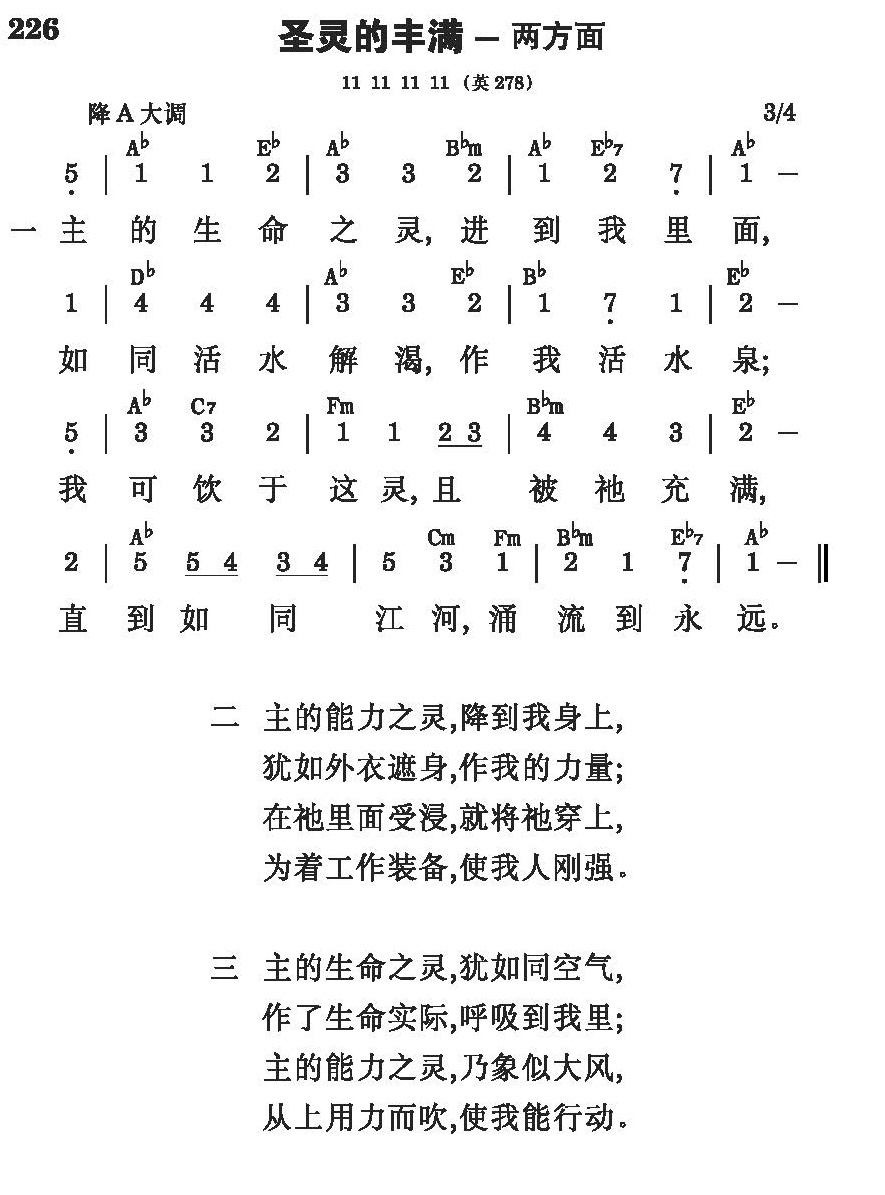 226
圣灵的丰满 — 两方面
11 11 11 11 (英278)
降A大调 3/4
A♭ E♭ A♭ B♭m A♭ E♭7 A♭
5̣ | 1 1 2 | 3 3 2 | 1 2 7̣ | 1 —
一 主 的 生 命 之 灵, 进 到 我 里 面,
D♭ A♭ E♭ B♭ E♭
1 | 4 4 4 | 3 3 2 | 1 7̣ 1 | 2 —
如 同 活 水 解 渴, 作 我 活 水 泉;
A♭ C7 Fm B♭m E♭
5̣ | 3 3 2 | 1 1 2 3 | 4 4 3 | 2 —
我 可 饮 于 这 灵, 且 被 祂 充 满,
A♭ Cm Fm B♭m E♭7 A♭
2 | 5 5 4 3 4 | 5 3 1 | 2 1 7̣ | 1 — ‖
直 到 如 同 江 河, 涌 流 到 永 远。
二 主的能力之灵,降到我身上,
犹如外衣遮身,作我的力量;
在祂里面受浸,就将祂穿上,
为着工作装备,使我人刚强。
三 主的生命之灵,犹如同空气,
作了生命实际,呼吸到我里;
主的能力之灵,乃象似大风,
从上用力而吹,使我能行动。